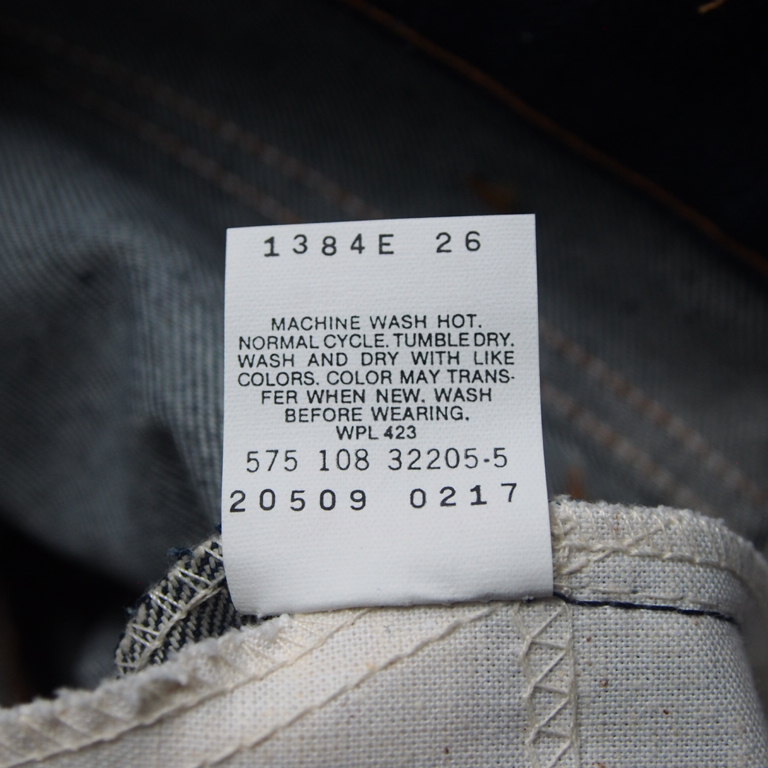 1384E 26
MACHINE WASH HOT.
NORMAL CYCLE. TUMBLE DRY.
WASH AND DRY WITH LIKE
COLORS. COLOR MAY TRANS-
FER WHEN NEW. WASH
BEFORE WEARING.
WPL 423
575 108 32205-5
20509 0217